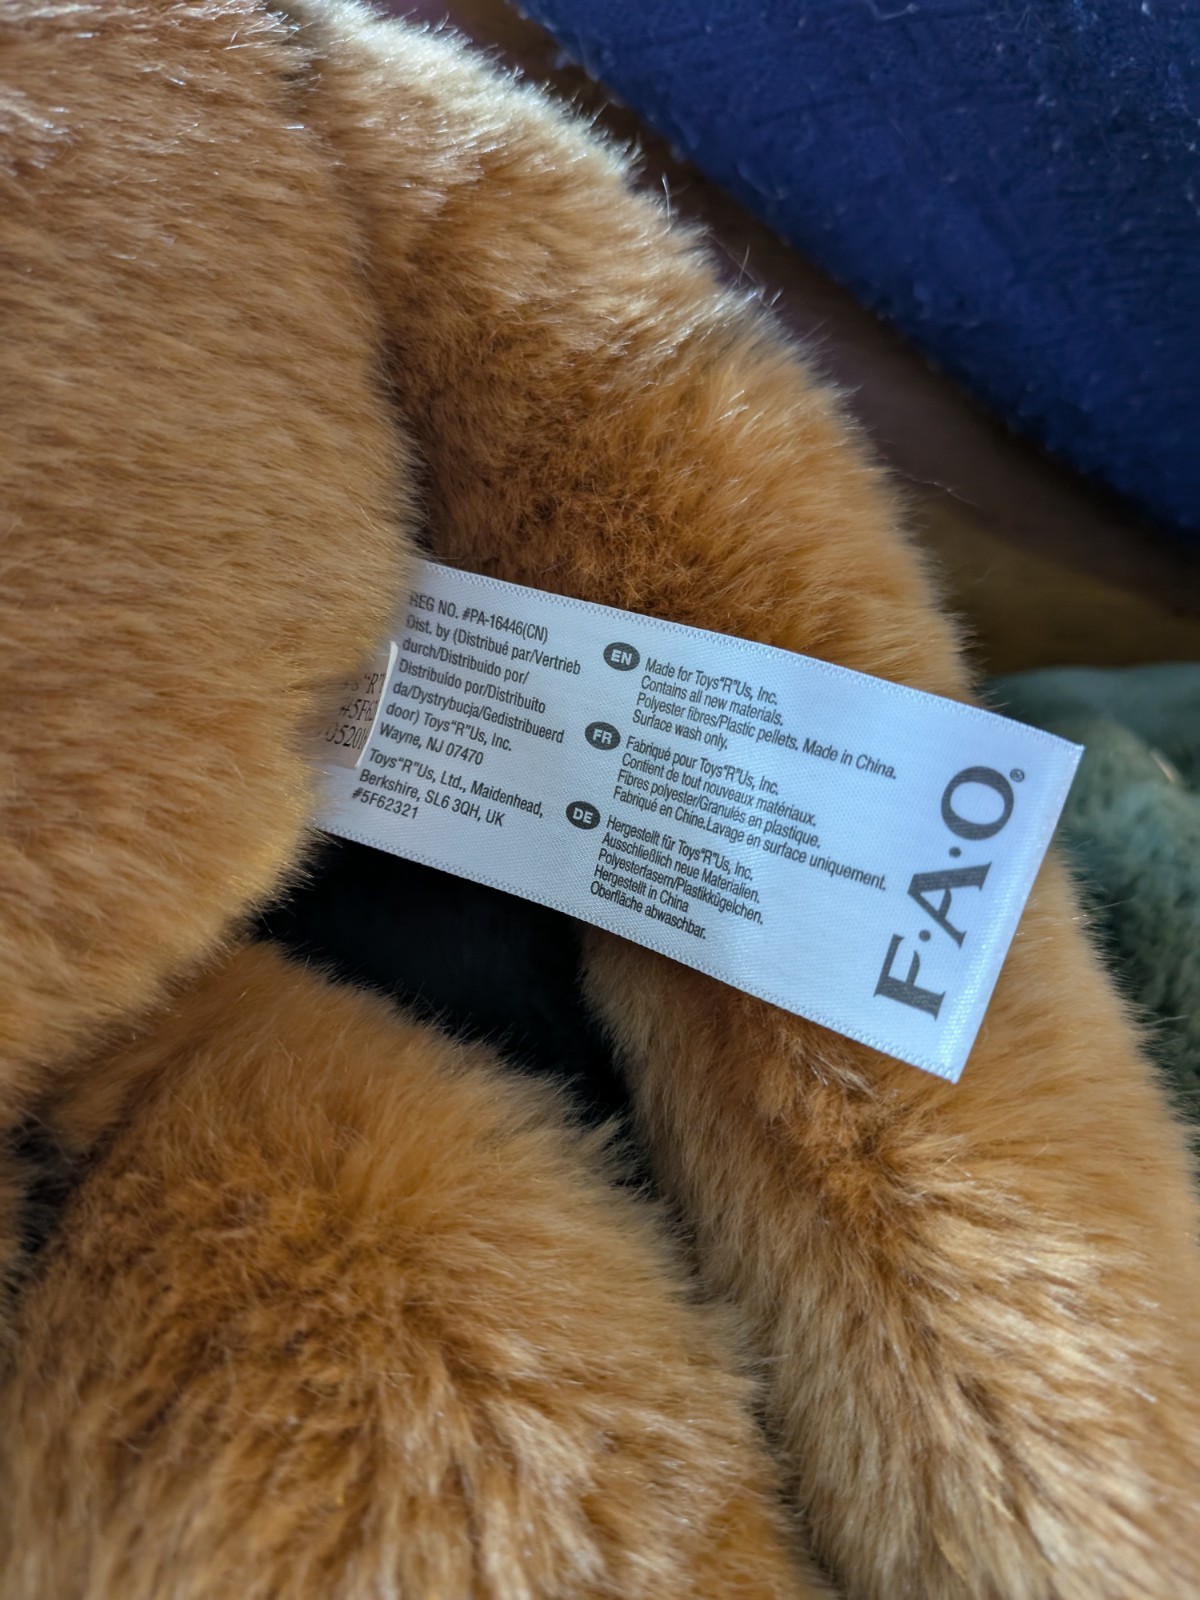 REG NO. #PA-16446(CN)
Dist. by (Distribué par/Vertrieb
durch/Distribuido por/
Distribuído por/Distribuito
da/Dystrybucja/Gedistribueerd
door) Toys"R"Us, Inc.
Wayne, NJ 07470
Toys"R"Us, Ltd., Maidenhead,
Berkshire, SL6 3QH, UK
#5F62321
EN Made for Toys"R"Us, Inc.
Contains all new materials.
Polyester fibres/Plastic pellets. Made in China.
Surface wash only.
FR Fabriqué pour Toys"R"Us, Inc.
Contient de tout nouveaux matériaux.
Fibres polyester/Granulés en plastique.
Fabriqué en Chine.Lavage en surface uniquement.
DE Hergestellt für Toys"R"Us, Inc.
Ausschließlich neue Materialien.
Polyesterfasern/Plastikkügelchen.
Hergestellt in China
Oberfläche abwaschbar.
F·A·O®